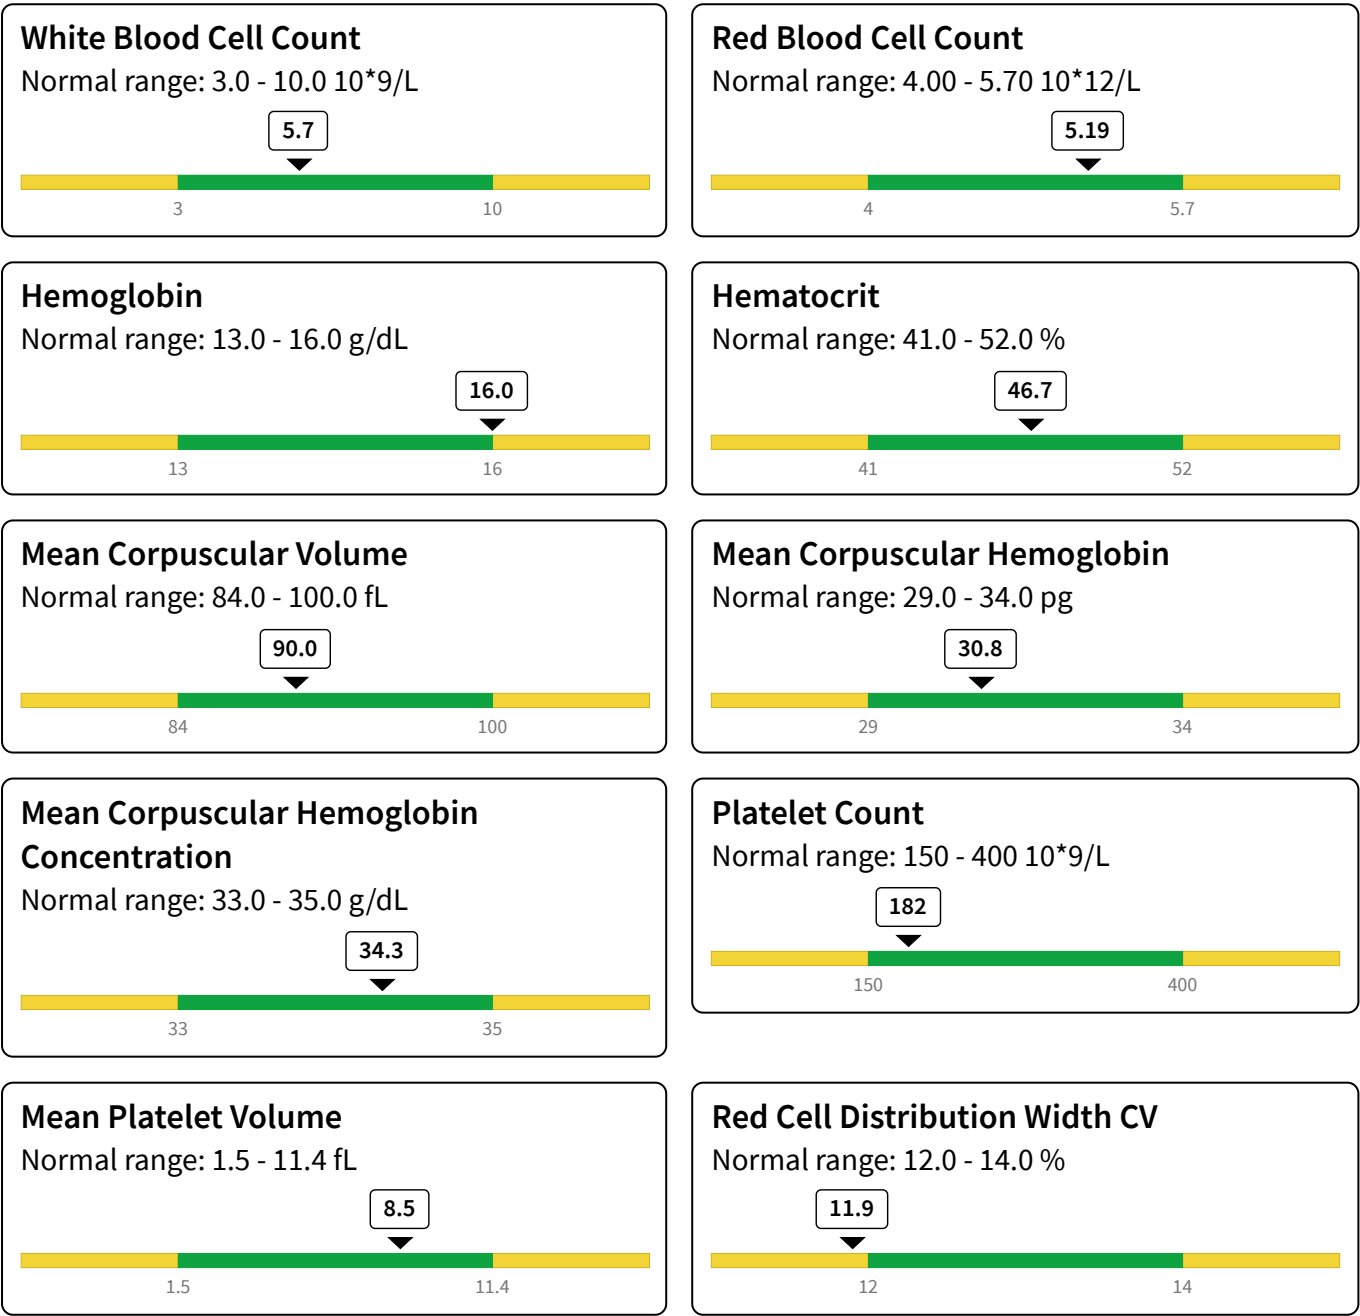 White Blood Cell Count
Normal range: 3.0 - 10.0 10*9/L
5.7
3
10
Red Blood Cell Count
Normal range: 4.00 - 5.70 10*12/L
5.19
4
5.7
Hemoglobin
Normal range: 13.0 - 16.0 g/dL
16.0
13
16
Hematocrit
Normal range: 41.0 - 52.0 %
46.7
41
52
Mean Corpuscular Volume
Normal range: 84.0 - 100.0 fL
90.0
84
100
Mean Corpuscular Hemoglobin
Normal range: 29.0 - 34.0 pg
30.8
29
34
Mean Corpuscular Hemoglobin
Concentration
Normal range: 33.0 - 35.0 g/dL
34.3
33
35
Platelet Count
Normal range: 150 - 400 10*9/L
182
150
400
Mean Platelet Volume
Normal range: 1.5 - 11.4 fL
8.5
1.5
11.4
Red Cell Distribution Width CV
Normal range: 12.0 - 14.0 %
11.9
12
14